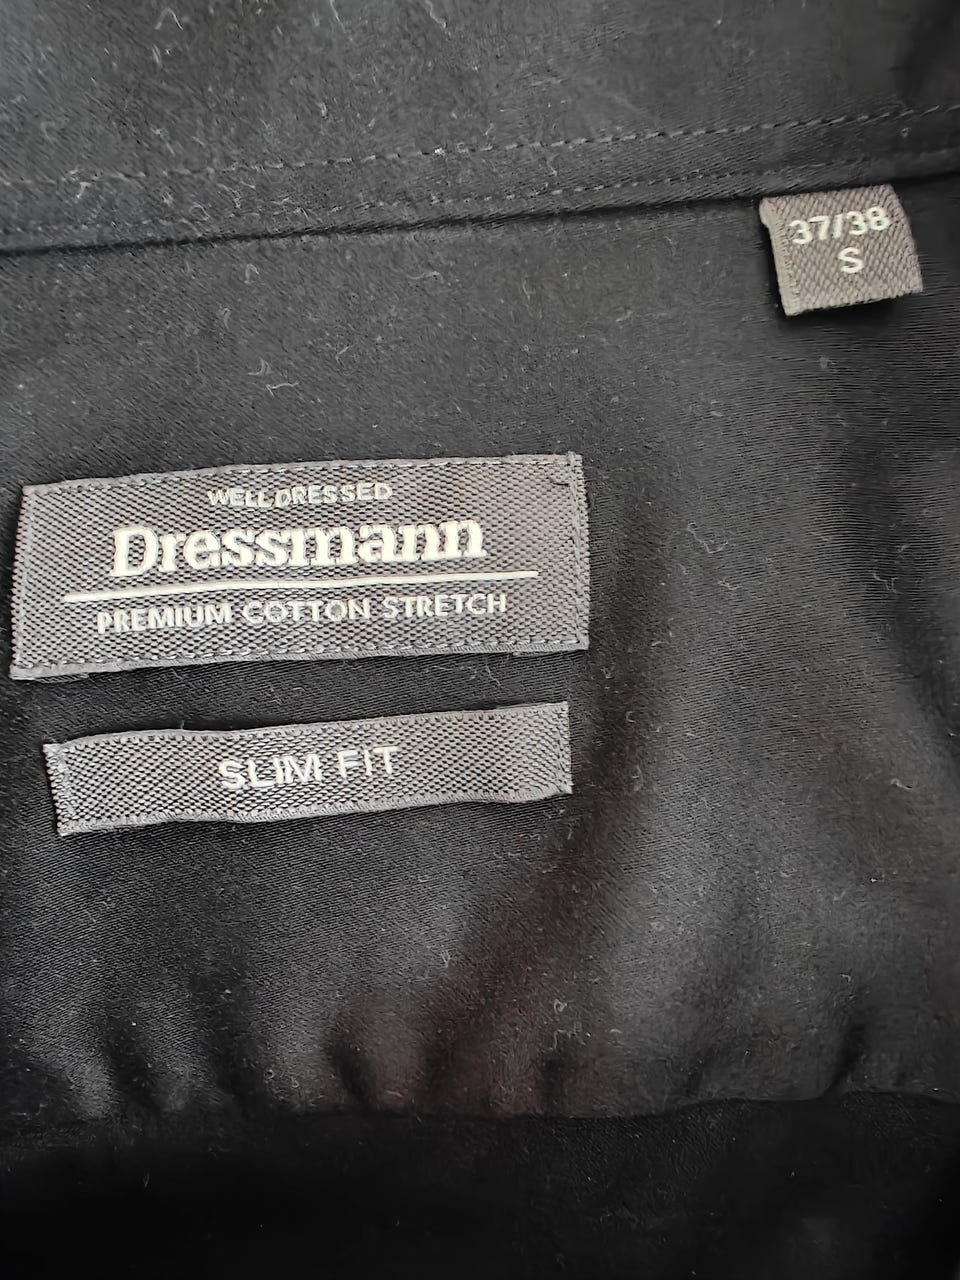 37/38
S
WELL DRESSED
Dressmann
PREMIUM COTTON STRETCH
SLIM FIT